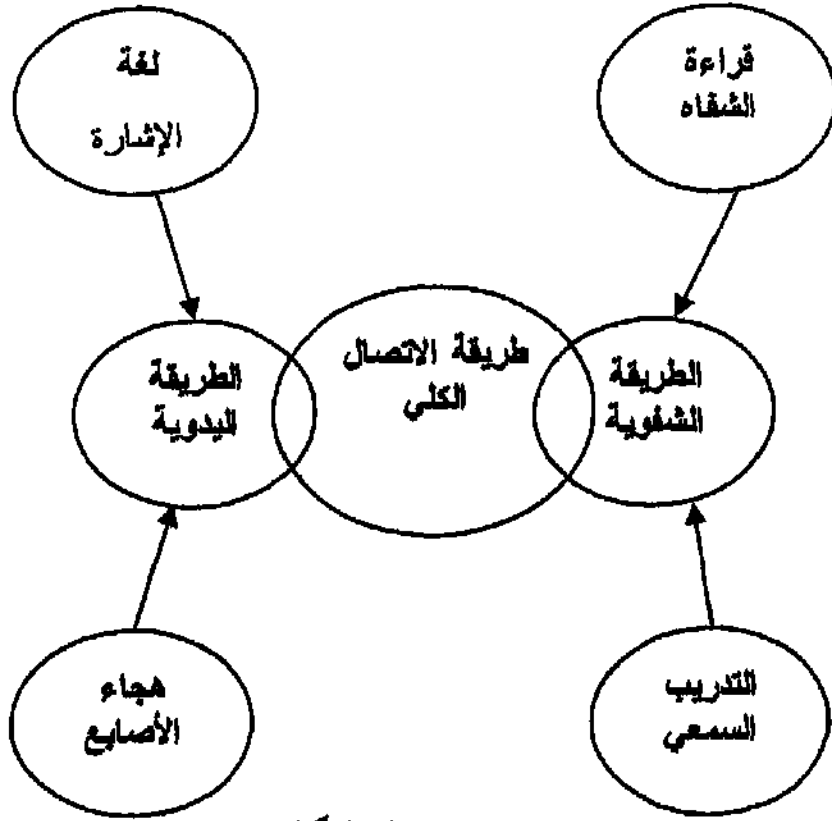 قراءة
الشفاه
لغة
الإشارة
الطريقة
الشفوية
طريقة الاتصال
الكلي
الطريقة
اليدوية
التدريب
السمعي
هجاء
الأصابع